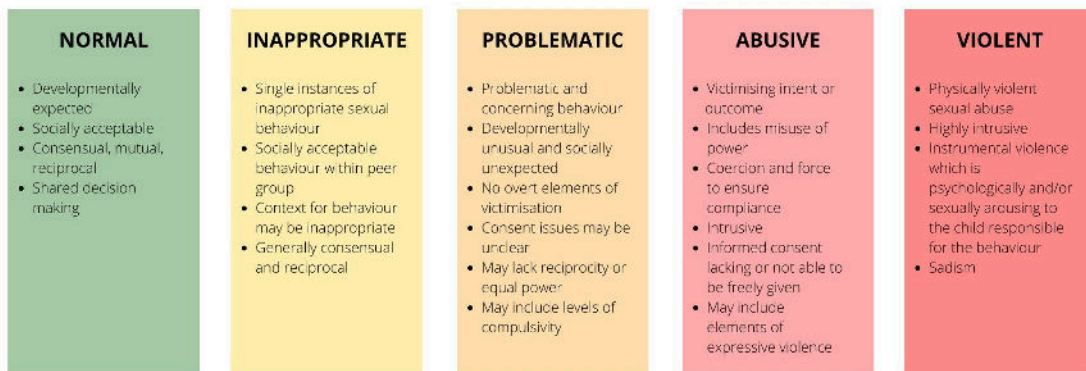 NORMAL
• Developmentally
expected
• Socially acceptable
• Consensual, mutual,
reciprocal
• Shared decision
making
INAPPROPRIATE
• Single instances of
inappropriate sexual
behaviour
• Socially acceptable
behaviour within peer
group
• Context for behaviour
may be inappropriate
• Generally consensual
and reciprocal
PROBLEMATIC
• Problematic and
concerning behaviour
• Developmentally
unusual and socially
unexpected
• No overt elements of
victimisation
• Consent issues may be
unclear
• May lack reciprocity or
equal power
• May include levels of
compulsivity
ABUSIVE
• Victimising intent or
outcome
• Includes misuse of
power
• Coercion and force
to ensure
compliance
• Intrusive
• Informed consent
lacking or not able to
be freely given
• May include
elements of
expressive violence
VIOLENT
• Physically violent
sexual abuse
• Highly intrusive
• Instrumental violence
which is
psychologically and/or
sexually arousing to
the child responsible
for the behaviour
• Sadism